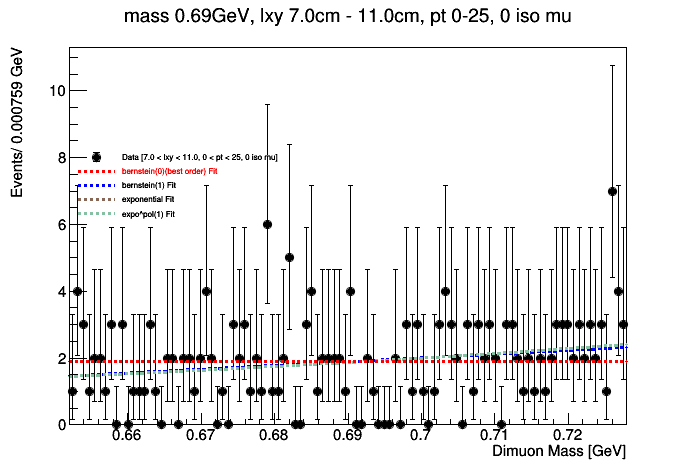 mass 0.69GeV, lxy 7.0cm - 11.0cm, pt 0-25, 0 iso mu
Events/ 0.000759 GeV
10
8
6
4
2
0
Data [7.0 < lxy < 11.0, 0 < pt < 25, 0 iso mu]
bernstein(0)(best order) Fit
bernstein(1) Fit
exponential Fit
expo*pol(1) Fit
0.66 0.67 0.68 0.69 0.7 0.71 0.72
Dimuon Mass [GeV]